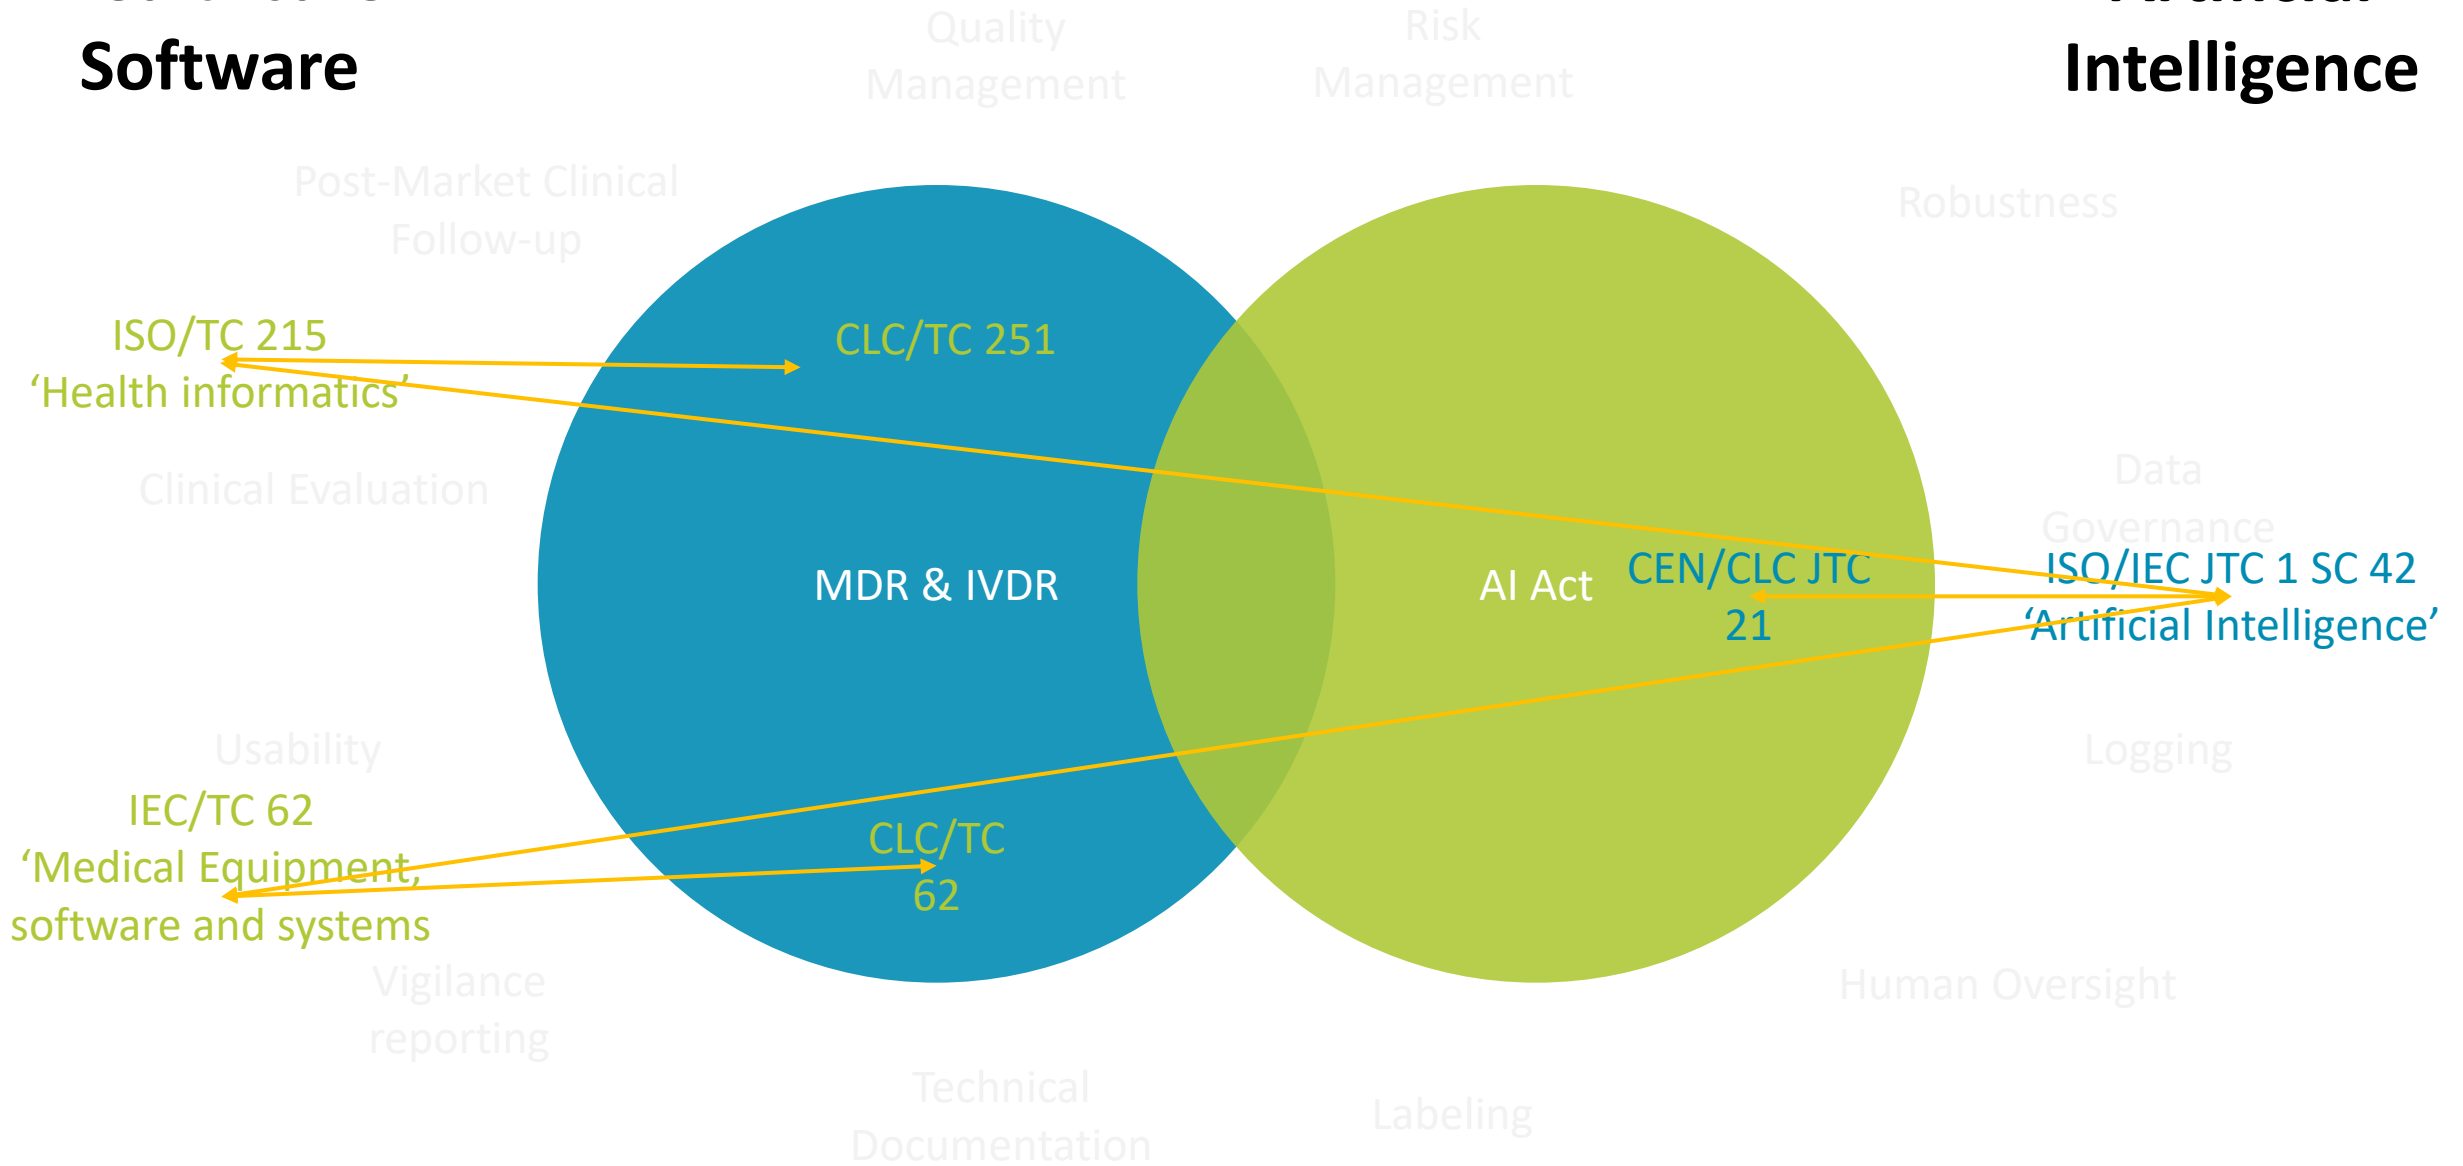 Software
Intelligence
Quality
Management
Risk
Management
Post-Market Clinical
Follow-up
Robustness
ISO/TC 215
‘Health informatics’
CLC/TC 251
Clinical Evaluation
Data
Governance
MDR & IVDR
AI Act
CEN/CLC JTC
21
ISO/IEC JTC 1 SC 42
‘Artificial Intelligence’
Usability
Logging
IEC/TC 62
‘Medical Equipment,
software and systems
CLC/TC
62
Vigilance
reporting
Human Oversight
Technical
Documentation
Labeling